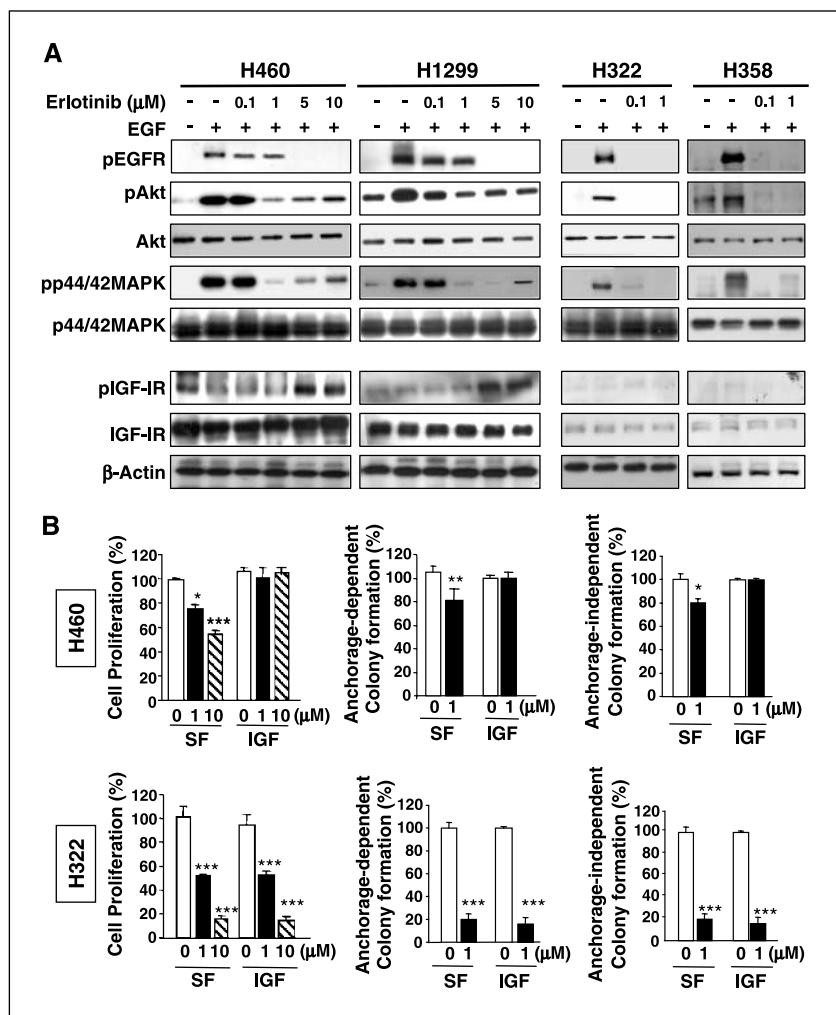 A
H460 H1299 H322 H358
Erlotinib (μM) - - 0.1 1 5 10 - - 0.1 1 5 10 - - 0.1 1 - - 0.1 1
EGF - + + + + + - + + + + + - + + + - + + +
pEGFR
pAkt
Akt
pp44/42MAPK
p44/42MAPK
pIGF-IR
IGF-IR
β-Actin
B
H460
Cell Proliferation (%)
120
100
80
60
40
20
0
* ***
0 1 10 0 1 10 (μM)
SF IGF
Anchorage-dependent
Colony formation (%)
120
100
80
60
40
20
0
**
0 1 0 1 (μM)
SF IGF
Anchorage-independent
Colony formation (%)
120
100
80
60
40
20
0
*
0 1 0 1 (μM)
SF IGF
H322
Cell Proliferation (%)
120
100
80
60
40
20
0
*** *** *** ***
0 1 10 0 1 10 (μM)
SF IGF
Anchorage-dependent
Colony formation (%)
120
100
80
60
40
20
0
*** ***
0 1 0 1 (μM)
SF IGF
Anchorage-independent
Colony formation (%)
120
100
80
60
40
20
0
*** ***
0 1 0 1 (μM)
SF IGF